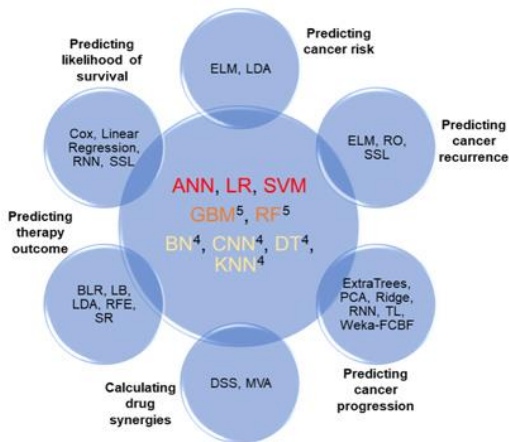 Predicting
likelihood of
survival
Predicting
cancer risk
ELM, LDA
Cox, Linear
Regression,
RNN, SSL
ELM, RO,
SSL
Predicting
cancer
recurrence
ANN, LR, SVM
GBM⁵, RF⁵
BN⁴, CNN⁴, DT⁴,
KNN⁴
Predicting
therapy
outcome
BLR, LB,
LDA, RFE,
SR
ExtraTrees,
PCA, Ridge,
RNN, TL,
Weka-FCBF
Calculating
drug
synergies
DSS, MVA
Predicting
cancer
progression